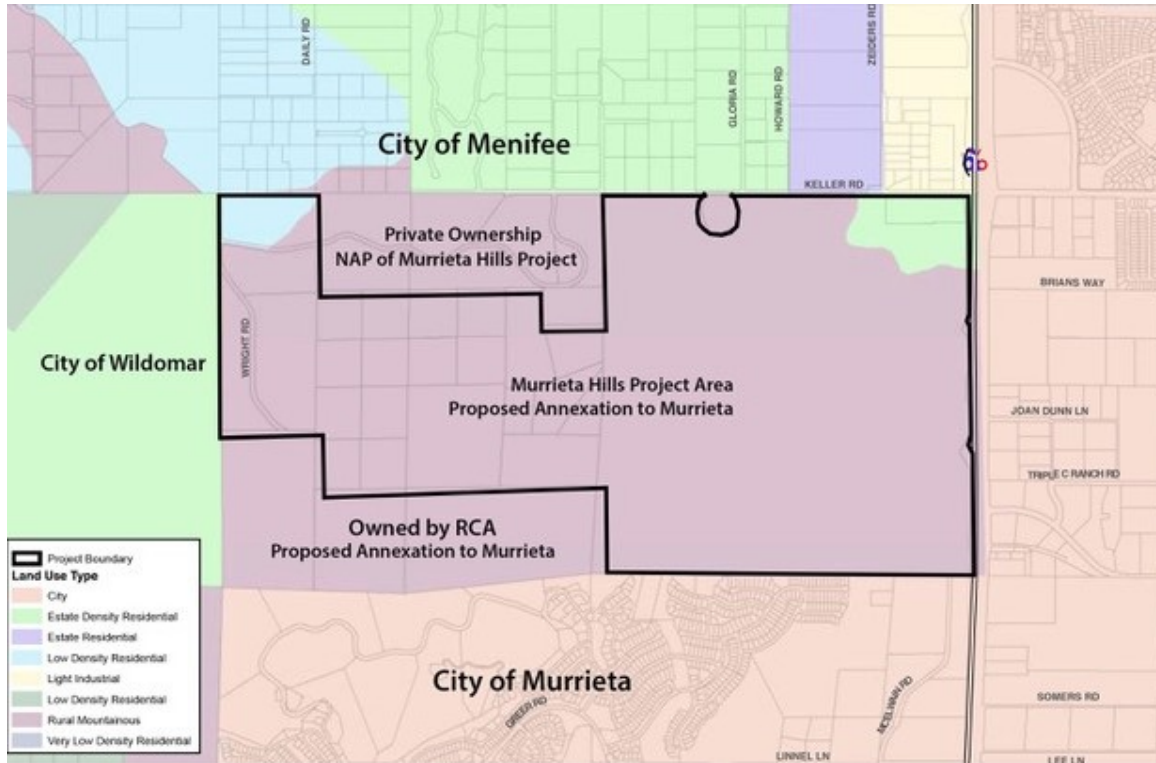 DAILY RD
GLORIA RD
HOWARD RD
ZEIDERS RD
City of Menifee
KELLER RD
Private Ownership
NAP of Murrieta Hills Project
BRIANS WAY
WRIGHT RD
City of Wildomar
Murrieta Hills Project Area
Proposed Annexation to Murrieta
JOAN DUNN LN
TRIPLE C RANCH RD
Owned by RCA
Proposed Annexation to Murrieta
Project Boundary
Land Use Type
City
Estate Density Residential
Estate Residential
Low Density Residential
Light Industrial
Low Density Residential
Rural Mountainous
Very Low Density Residential
City of Murrieta
GREER RD
MCELWAIN RD
SOMERS RD
LINNEL LN
LEE LN